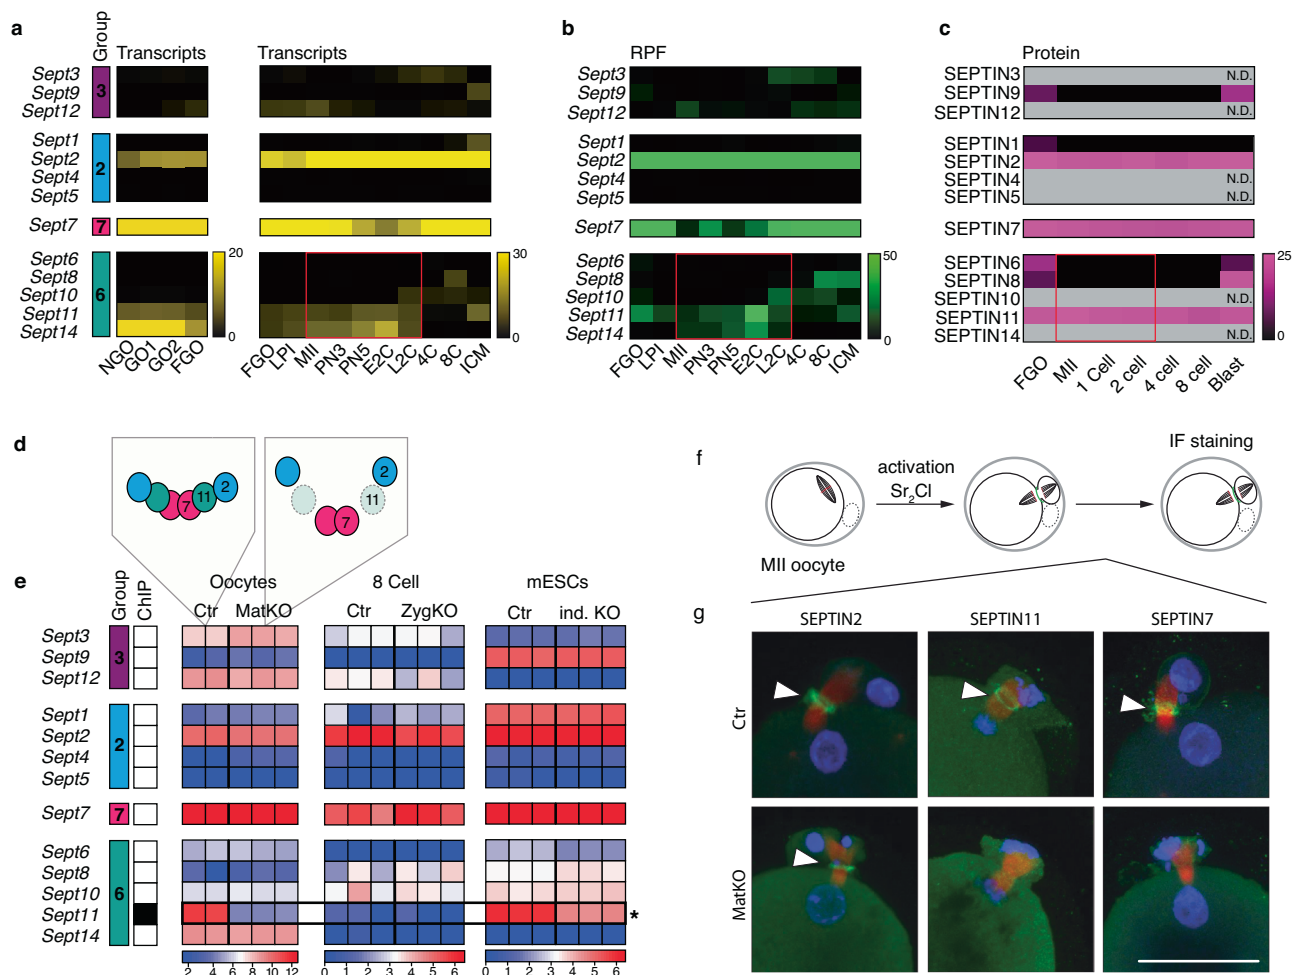 a
Group
Transcripts
Transcripts
Sept3
Sept9
Sept12
3
Sept1
Sept2
Sept4
Sept5
2
Sept7
7
Sept6
Sept8
Sept10
Sept11
Sept14
6
20
0
30
0
NGO GO1 GO2 FGO
FGO LPI MII PN3 PN5 E2C L2C 4C 8C ICM
b
RPF
Sept3
Sept9
Sept12
Sept1
Sept2
Sept4
Sept5
Sept7
Sept6
Sept8
Sept10
Sept11
Sept14
50
0
FGO LPI MII PN3 PN5 E2C L2C 4C 8C ICM
c
Protein
SEPTIN3 N.D.
SEPTIN9
SEPTIN12 N.D.
SEPTIN1
SEPTIN2
SEPTIN4 N.D.
SEPTIN5 N.D.
SEPTIN7
SEPTIN6
SEPTIN8
SEPTIN10 N.D.
SEPTIN11
SEPTIN14 N.D.
25
0
FGO MII 1 Cell 2 cell 4 cell 8 cell Blast
d
7 11 2
7 11 2
e
Group
ChIP
Oocytes 8 Cell mESCs
Ctr MatKO Ctr ZygKO Ctr ind. KO
Sept3
Sept9
Sept12
3
Sept1
Sept2
Sept4
Sept5
2
Sept7
7
Sept6
Sept8
Sept10
Sept11 *
Sept14
6
2 4 6 8 10 12
0 1 2 3 4 5 6
0 1 2 3 4 5 6
f
activation
Sr2Cl
IF staining
MII oocyte
g
SEPTIN2 SEPTIN11 SEPTIN7
Ctr
MatKO